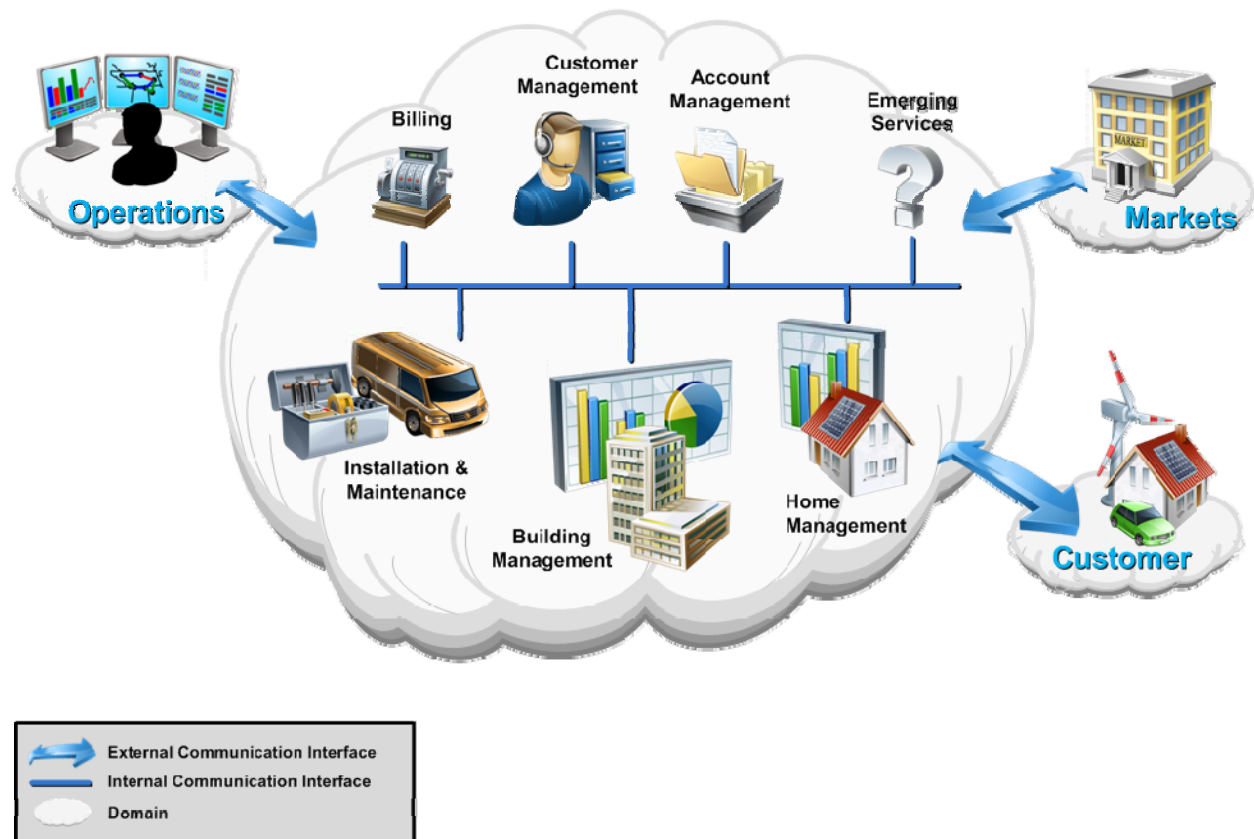 Customer
Management
Account
Management
Emerging
Services
Billing
MARKET
Operations
Markets
Installation &
Maintenance
Building
Management
Home
Management
Customer
External Communication Interface
Internal Communication Interface
Domain